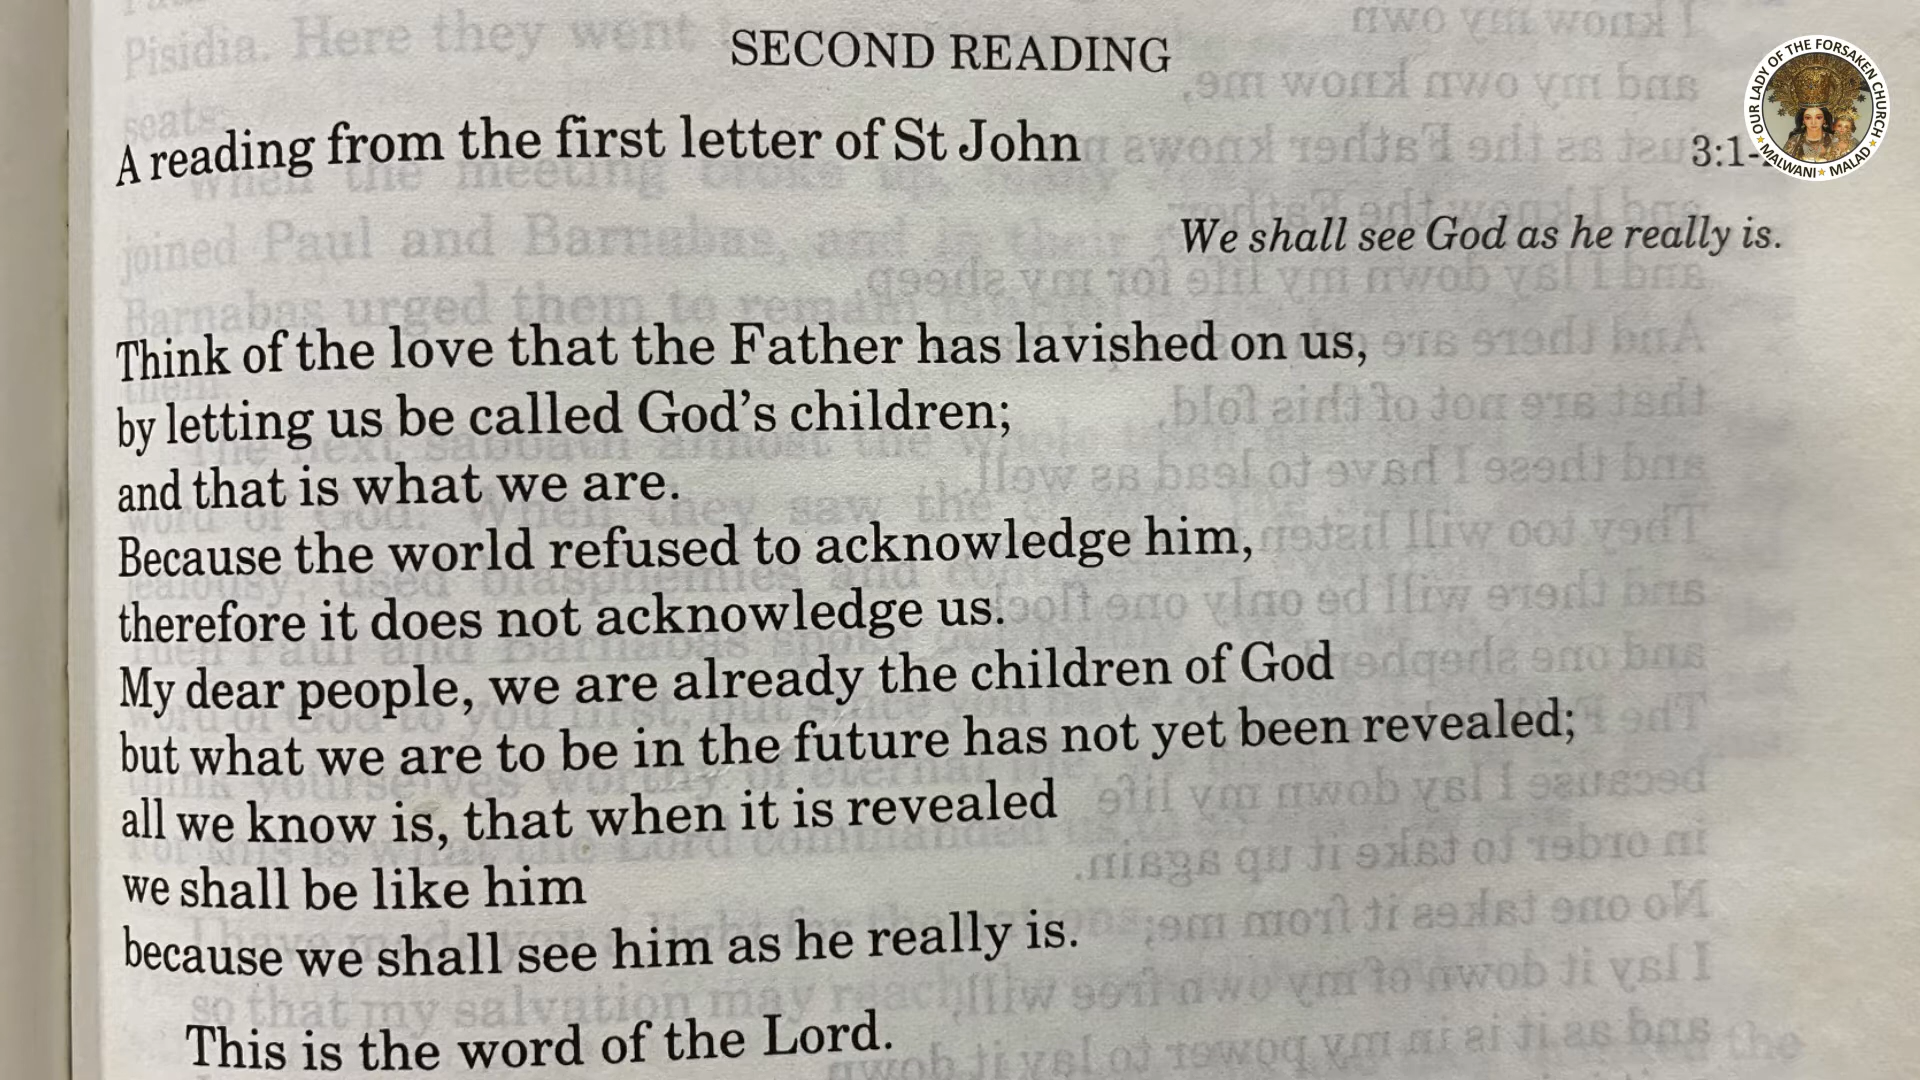 SECOND READING
A reading from the first letter of St John 3:1-
OUR LADY OF THE FORSAKEN CHURCH
MALWANI ★ MALAD
We shall see God as he really is.
Think of the love that the Father has lavished on us,
by letting us be called God’s children;
and that is what we are.
Because the world refused to acknowledge him,
therefore it does not acknowledge us.
My dear people, we are already the children of God
but what we are to be in the future has not yet been revealed;
all we know is, that when it is revealed
we shall be like him
because we shall see him as he really is.
This is the word of the Lord.